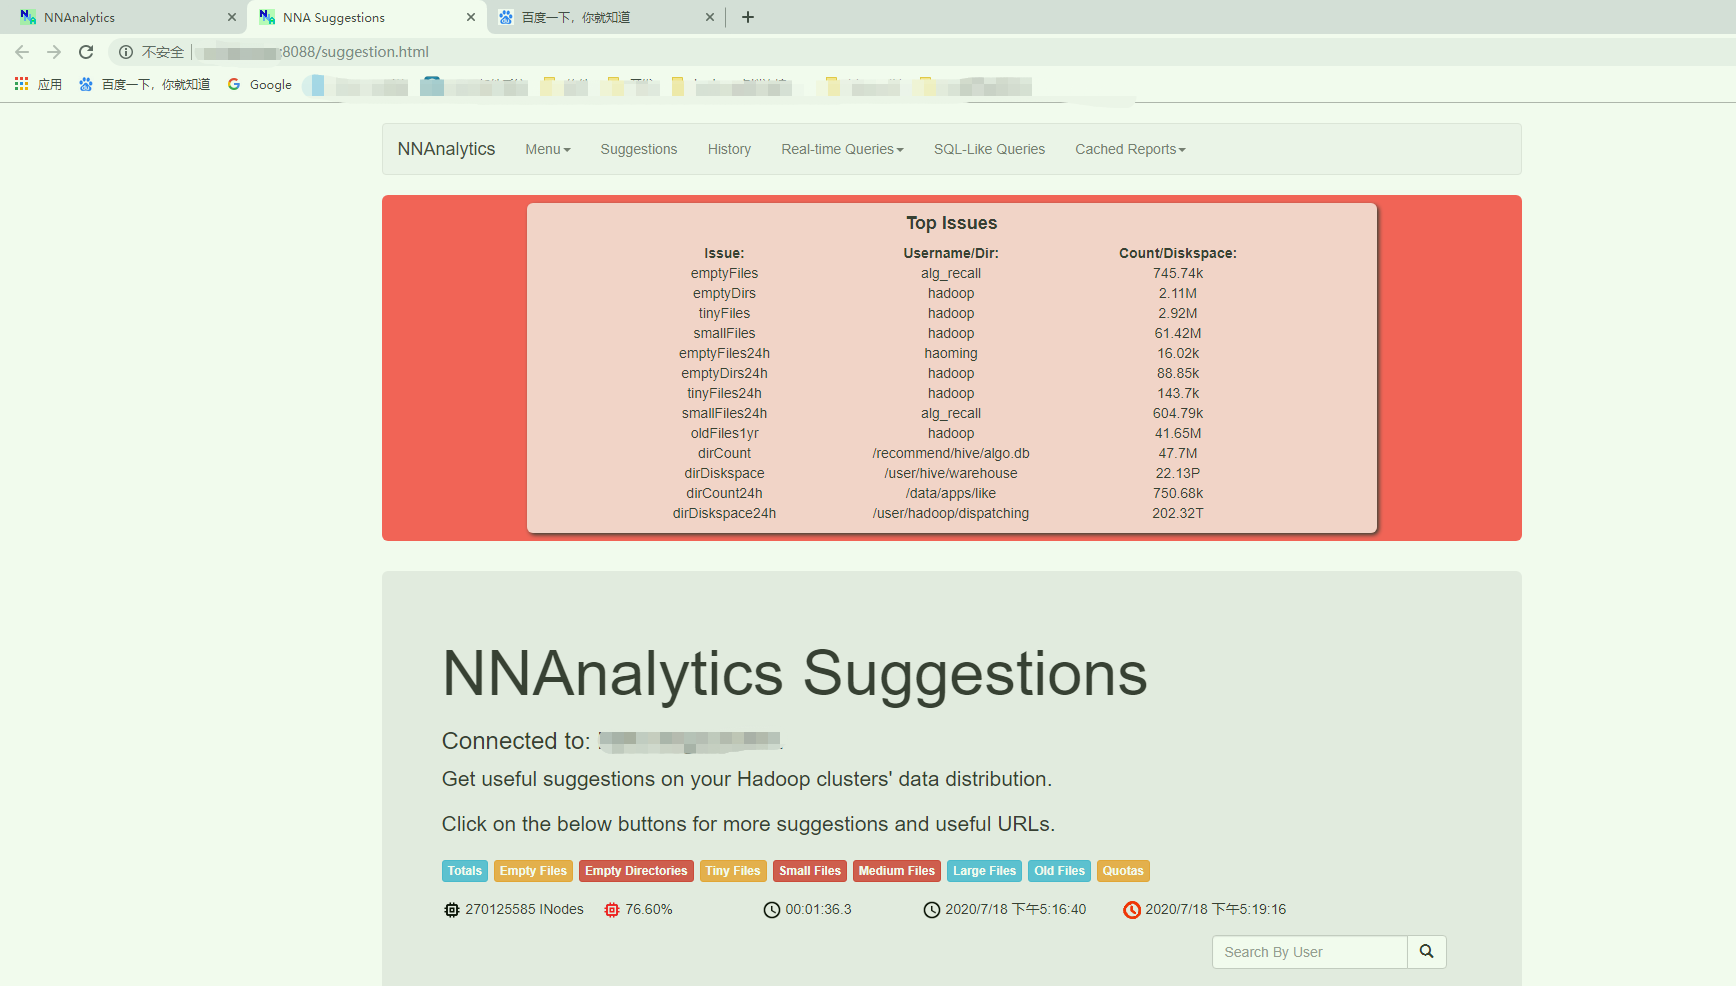 NNAnalytics
NNA Suggestions
百度一下，你就知道
不安全 :8088/suggestion.html
应用 百度一下，你就知道 Google
NNAnalytics Menu Suggestions History Real-time Queries SQL-Like Queries Cached Reports
Top Issues
Issue: Username/Dir: Count/Diskspace:
emptyFiles alg_recall 745.74k
emptyDirs hadoop 2.11M
tinyFiles hadoop 2.92M
smallFiles hadoop 61.42M
emptyFiles24h haoming 16.02k
emptyDirs24h hadoop 88.85k
tinyFiles24h hadoop 143.7k
smallFiles24h alg_recall 604.79k
oldFiles1yr hadoop 41.65M
dirCount /recommend/hive/algo.db 47.7M
dirDiskspace /user/hive/warehouse 22.13P
dirCount24h /data/apps/like 750.68k
dirDiskspace24h /user/hadoop/dispatching 202.32T
NNAnalytics Suggestions
Connected to:
Get useful suggestions on your Hadoop clusters' data distribution.
Click on the below buttons for more suggestions and useful URLs.
Totals Empty Files Empty Directories Tiny Files Small Files Medium Files Large Files Old Files Quotas
270125585 INodes 76.60% 00:01:36.3 2020/7/18 下午5:16:40 2020/7/18 下午5:19:16
Search By User